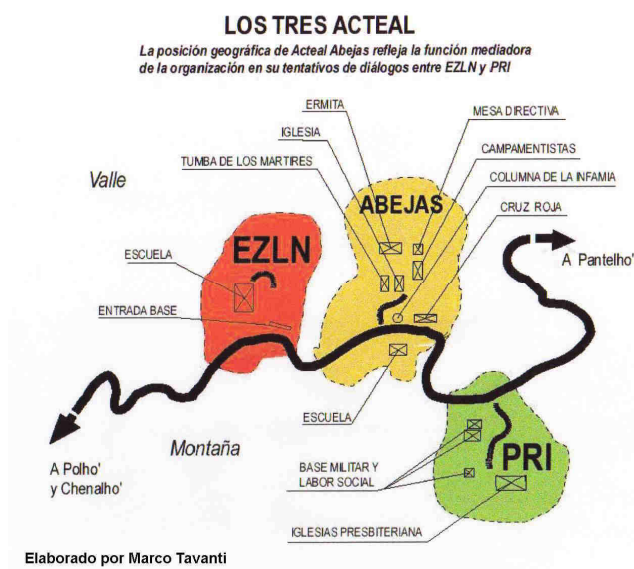 LOS TRES ACTEAL
La posición geográfica de Acteal Abejas refleja la función mediadora
de la organización en su tentativos de diálogos entre EZLN y PRI
ERMITA
MESA DIRECTIVA
IGLESIA
CAMPAMENTISTAS
TUMBA DE LOS MARTIRES
COLUMNA DE LA INFAMIA
Valle
ABEJAS
CRUZ ROJA
EZLN
ESCUELA
A Pantelho'
ENTRADA BASE
ESCUELA
Montaña
A Polho'
y Chenalho'
BASE MILITAR Y
LABOR SOCIAL
PRI
IGLESIAS PRESBITERIANA
Elaborado por Marco Tavanti